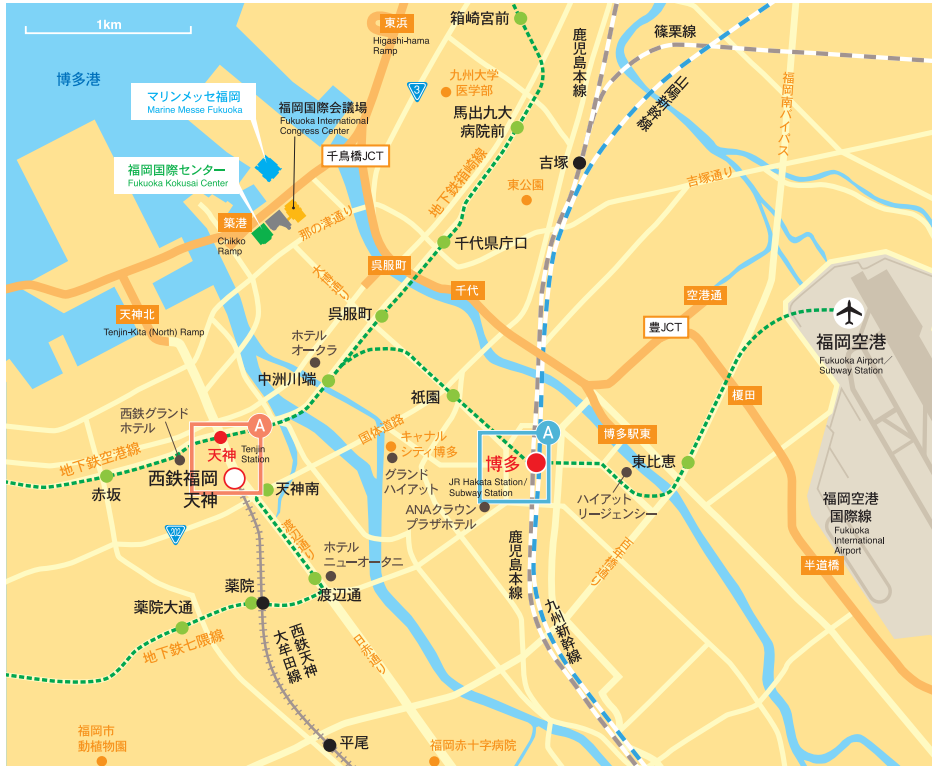 1km
東浜
Higashi-hama
Ramp
箱崎宮前
鹿児島本線
篠栗線
山陽新幹線
福岡南バイパス
博多港
九州大学
医学部
3
マリンメッセ福岡
Marine Messe Fukuoka
福岡国際会議場
Fukuoka International
Congress Center
馬出九大
病院前
千鳥橋JCT
吉塚
福岡国際センター
Fukuoka Kokusai Center
地下鉄箱崎線
東公園
吉塚通り
築港
Chikko
Ramp
那の津通り
千代県庁口
大博通り
呉服町
千代
空港通
天神北
Tenjin-Kita (North) Ramp
呉服町
豊JCT
福岡空港
Fukuoka Airport/
Subway Station
ホテル
オークラ
中洲川端
祇園
榎田
西鉄グランド
ホテル
A
国体道路
キャナル
シティ博多
A
博多駅東
地下鉄空港線
天神
Tenjin
Station
博多
東比恵
赤坂
西鉄福岡
天神
天神南
グランド
ハイアット
JR Hakata Station/
Subway Station
ハイアット
リージェンシー
ANAクラウン
プラザホテル
福岡空港
国際線
Fukuoka
International
Airport
202
渡辺通り
ホテル
ニューオータニ
鹿児島本線
百年橋通り
半道橋
薬院
渡辺通
薬院大通
九州新幹線
地下鉄七隈線
西鉄天神
大牟田線
日赤通り
福岡市
動植物園
平尾
福岡赤十字病院